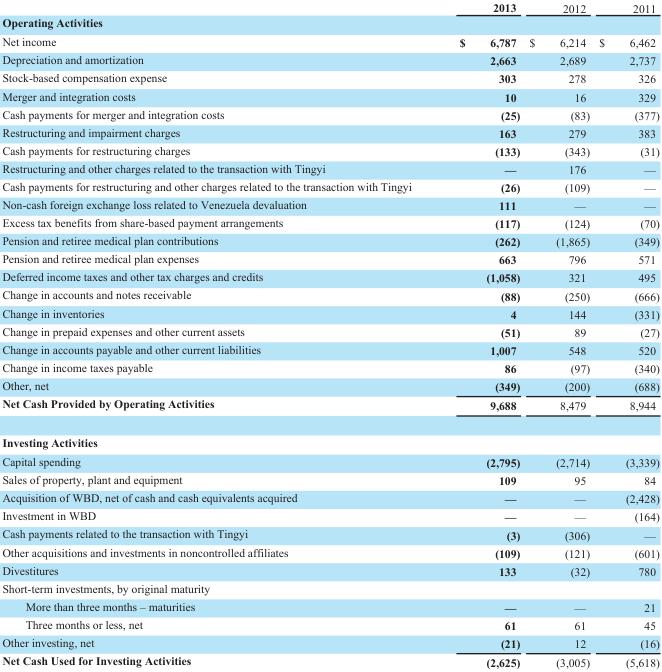 2013 2012 2011
Operating Activities
Net income $ 6,787 $ 6,214 $ 6,462
Depreciation and amortization 2,663 2,689 2,737
Stock-based compensation expense 303 278 326
Merger and integration costs 10 16 329
Cash payments for merger and integration costs (25) (83) (377)
Restructuring and impairment charges 163 279 383
Cash payments for restructuring charges (133) (343) (31)
Restructuring and other charges related to the transaction with Tingyi — 176 —
Cash payments for restructuring and other charges related to the transaction with Tingyi (26) (109) —
Non-cash foreign exchange loss related to Venezuela devaluation 111 — —
Excess tax benefits from share-based payment arrangements (117) (124) (70)
Pension and retiree medical plan contributions (262) (1,865) (349)
Pension and retiree medical plan expenses 663 796 571
Deferred income taxes and other tax charges and credits (1,058) 321 495
Change in accounts and notes receivable (88) (250) (666)
Change in inventories 4 144 (331)
Change in prepaid expenses and other current assets (51) 89 (27)
Change in accounts payable and other current liabilities 1,007 548 520
Change in income taxes payable 86 (97) (340)
Other, net (349) (200) (688)
Net Cash Provided by Operating Activities 9,688 8,479 8,944
Investing Activities
Capital spending (2,795) (2,714) (3,339)
Sales of property, plant and equipment 109 95 84
Acquisition of WBD, net of cash and cash equivalents acquired — — (2,428)
Investment in WBD — — (164)
Cash payments related to the transaction with Tingyi (3) (306) —
Other acquisitions and investments in noncontrolled affiliates (109) (121) (601)
Divestitures 133 (32) 780
Short-term investments, by original maturity
More than three months – maturities — — 21
Three months or less, net 61 61 45
Other investing, net (21) 12 (16)
Net Cash Used for Investing Activities (2,625) (3,005) (5,618)